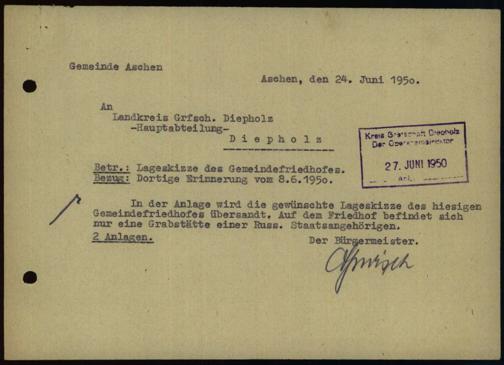 Gemeinde Aschen
Aschen, den 24. Juni 1950.
An
Landkreis Grfsch. Diepholz
-Hauptabteilung-
Diepholz
Kreis Grafschaft Diepholz
Der Oberkreisdirektor
27. JUNI 1950
Anl.
Betr.: Lageskizze des Gemeindefriedhofes.
Bezug: Dortige Erinnerung vom 8.6.1950.
In der Anlage wird die gewünschte Lageskizze des hiesigen
Gemeindefriedhofes übersandt. Auf dem Friedhof befindet sich
nur eine Grabstätte einer Russ. Staatsangehörigen.
2 Anlagen.
Der Bürgermeister.